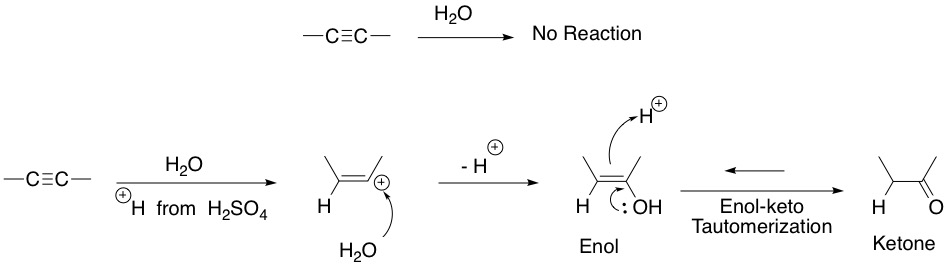 H₂O
—C≡C— No Reaction
H₂O - H⊕ H⊕
—C≡C— ⊕
⊕H from H₂SO₄ H H :OH Enol-keto H O
Tautomerization
H₂O Enol Ketone